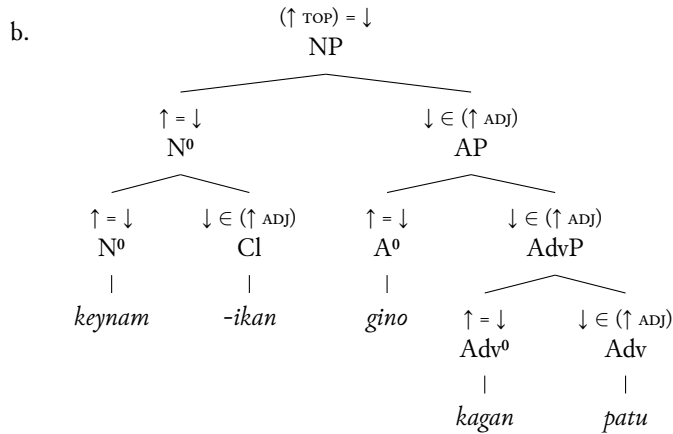 b. (↑ TOP) = ↓
NP
↑ = ↓ ↓ ∈ (↑ ADJ)
N⁰ AP
↑ = ↓ ↓ ∈ (↑ ADJ) ↑ = ↓ ↓ ∈ (↑ ADJ)
N⁰ Cl A⁰ AdvP
keynam -ikan gino ↑ = ↓ ↓ ∈ (↑ ADJ)
Adv⁰ Adv
kagan patu